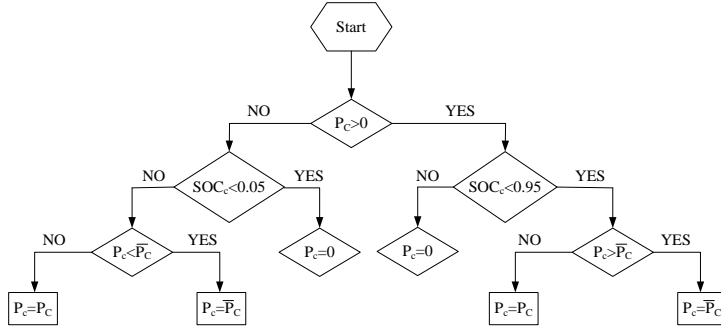 Start
NO
P_C>0
YES
NO
SOC_c<0.05
YES
NO
SOC_c<0.95
YES
NO
P_c<P̅_C
YES
P_c=0
P_c=0
NO
P_c>P̅_C
YES
P_c=P_C
P_c=P̅_C
P_c=P_C
P_c=P̅_C